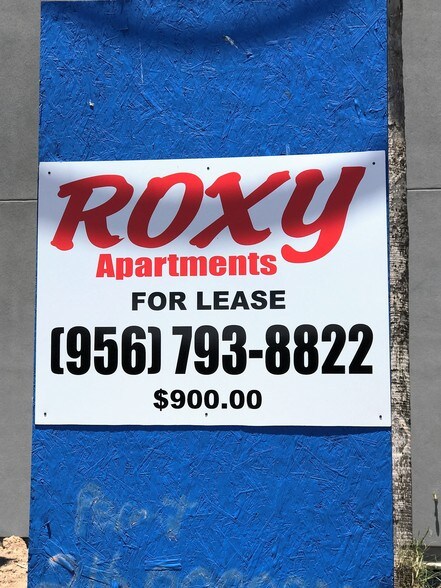 ROXY
Apartments
FOR LEASE
(956) 793-8822
$900.00